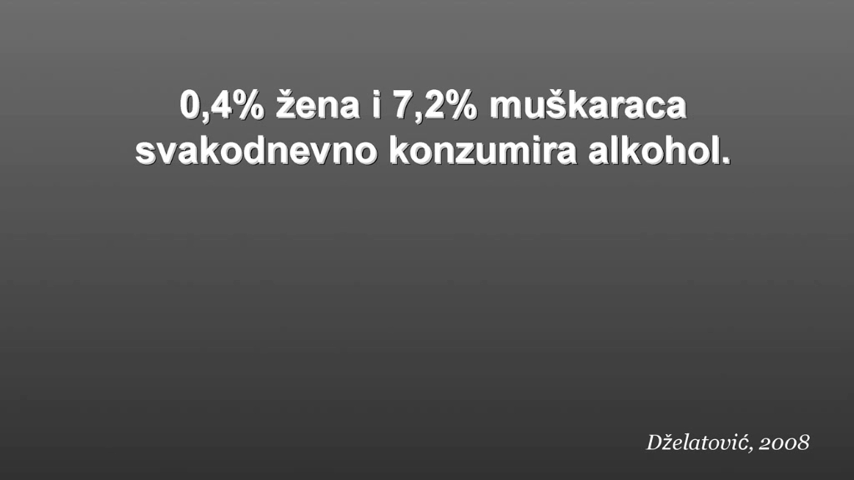 0,4% žena i 7,2% muškaraca
svakodnevno konzumira alkohol.
Dželatović, 2008